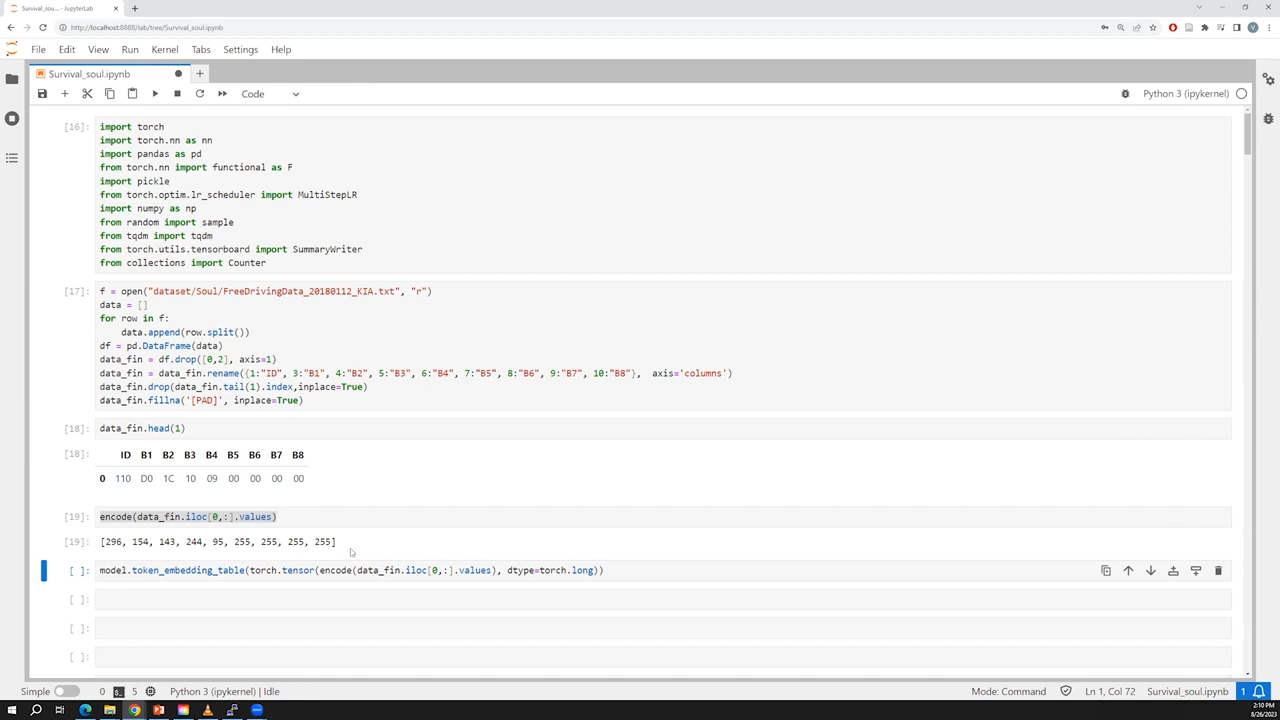 Survival_sou... - JupyterLab
http://localhost:8888/lab/tree/Survival_soul.ipynb
File Edit View Run Kernel Tabs Settings Help
Survival_soul.ipynb
Code
Python 3 (ipykernel)
[16]:
import torch
import torch.nn as nn
import pandas as pd
from torch.nn import functional as F
import pickle
from torch.optim.lr_scheduler import MultiStepLR
import numpy as np
from random import sample
from tqdm import tqdm
from torch.utils.tensorboard import SummaryWriter
from collections import Counter
[17]:
f = open("dataset/Soul/FreeDrivingData_20180112_KIA.txt", "r")
data = []
for row in f:
    data.append(row.split())
df = pd.DataFrame(data)
data_fin = df.drop([0,2], axis=1)
data_fin = data_fin.rename({1:"ID", 3:"B1", 4:"B2", 5:"B3", 6:"B4", 7:"B5", 8:"B6", 9:"B7", 10:"B8"},  axis='columns')
data_fin.drop(data_fin.tail(1).index,inplace=True)
data_fin.fillna('[PAD]', inplace=True)
[18]: data_fin.head(1)
[18]: ID B1 B2 B3 B4 B5 B6 B7 B8
0 110 D0 1C 10 09 00 00 00 00
[19]: encode(data_fin.iloc[0,:].values)
[19]: [296, 154, 143, 244, 95, 255, 255, 255, 255]
[ ]: model.token_embedding_table(torch.tensor(encode(data_fin.iloc[0,:].values), dtype=torch.long))
[ ]:
[ ]:
[ ]:
Simple 0 5 Python 3 (ipykernel) | Idle Mode: Command Ln 1, Col 72 Survival_soul.ipynb 1
2:10 PM
8/26/2023